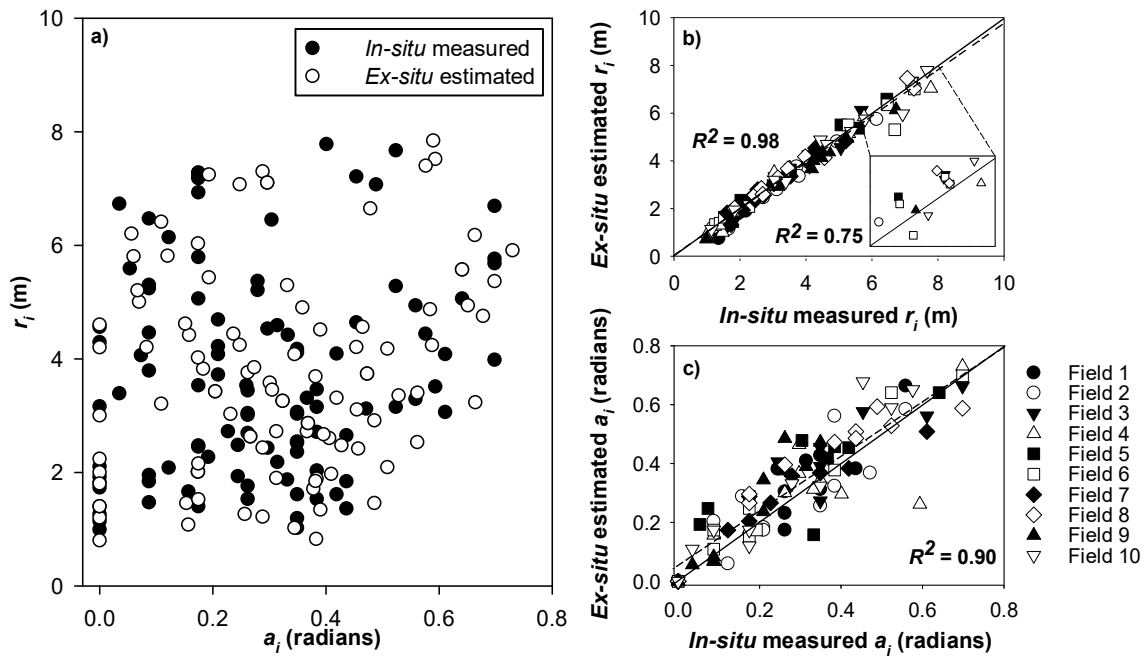 a)
In-situ measured
Ex-situ estimated
10
8
6
4
2
0
r_i (m)
0.0 0.2 0.4 0.6 0.8
a_i (radians)
b)
Ex-situ estimated r_i (m)
10
8
6
4
2
0
R² = 0.98
R² = 0.75
0 2 4 6 8 10
In-situ measured r_i (m)
c)
Ex-situ estimated a_i (radians)
0.8
0.6
0.4
0.2
0.0
R² = 0.90
0.0 0.2 0.4 0.6 0.8
In-situ measured a_i (radians)
Field 1
Field 2
Field 3
Field 4
Field 5
Field 6
Field 7
Field 8
Field 9
Field 10